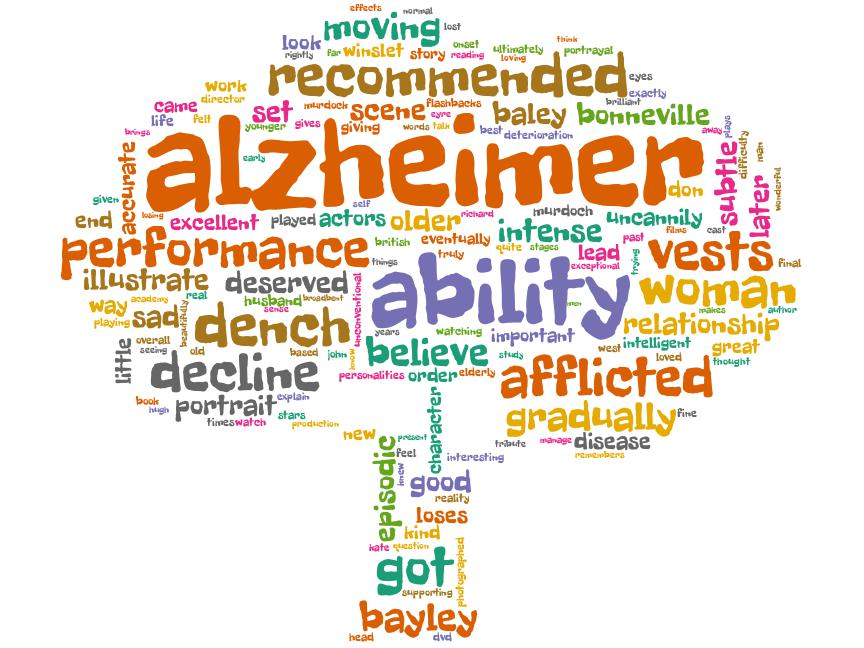 effects normal
moving lost
look rightly far winslet story onset reading ultimately loving think portrayal
recommended eyes
work director exactly
came life felt set younger murdock gives scene giving flashbacks eyre words talk baley best brilliant bonneville
deterioration away plays
brings accurate alzheimer subtle difficulty man
early don later wonderful
given self
end losing excellent played actors older richard murdoch intense uncannily cast
performance british eventually truly quite stages lead exceptional past trying films vests final
things
illustrate deserved unconventional ability men woman
way academy real husband broadbent sense makes author
playing sad beautifully dench years watching important relationship
overall seeing old based john know believe study west intelligent great
little decline personalities order elderly afflicted loved thought
book hugh portrait explain gradually fine
times watch stars production
new present character tribute manage disease
episodic feel interesting remembers
knew good
reality
loses
kind
kate question
got photographed
supporting
bayley
head dvd